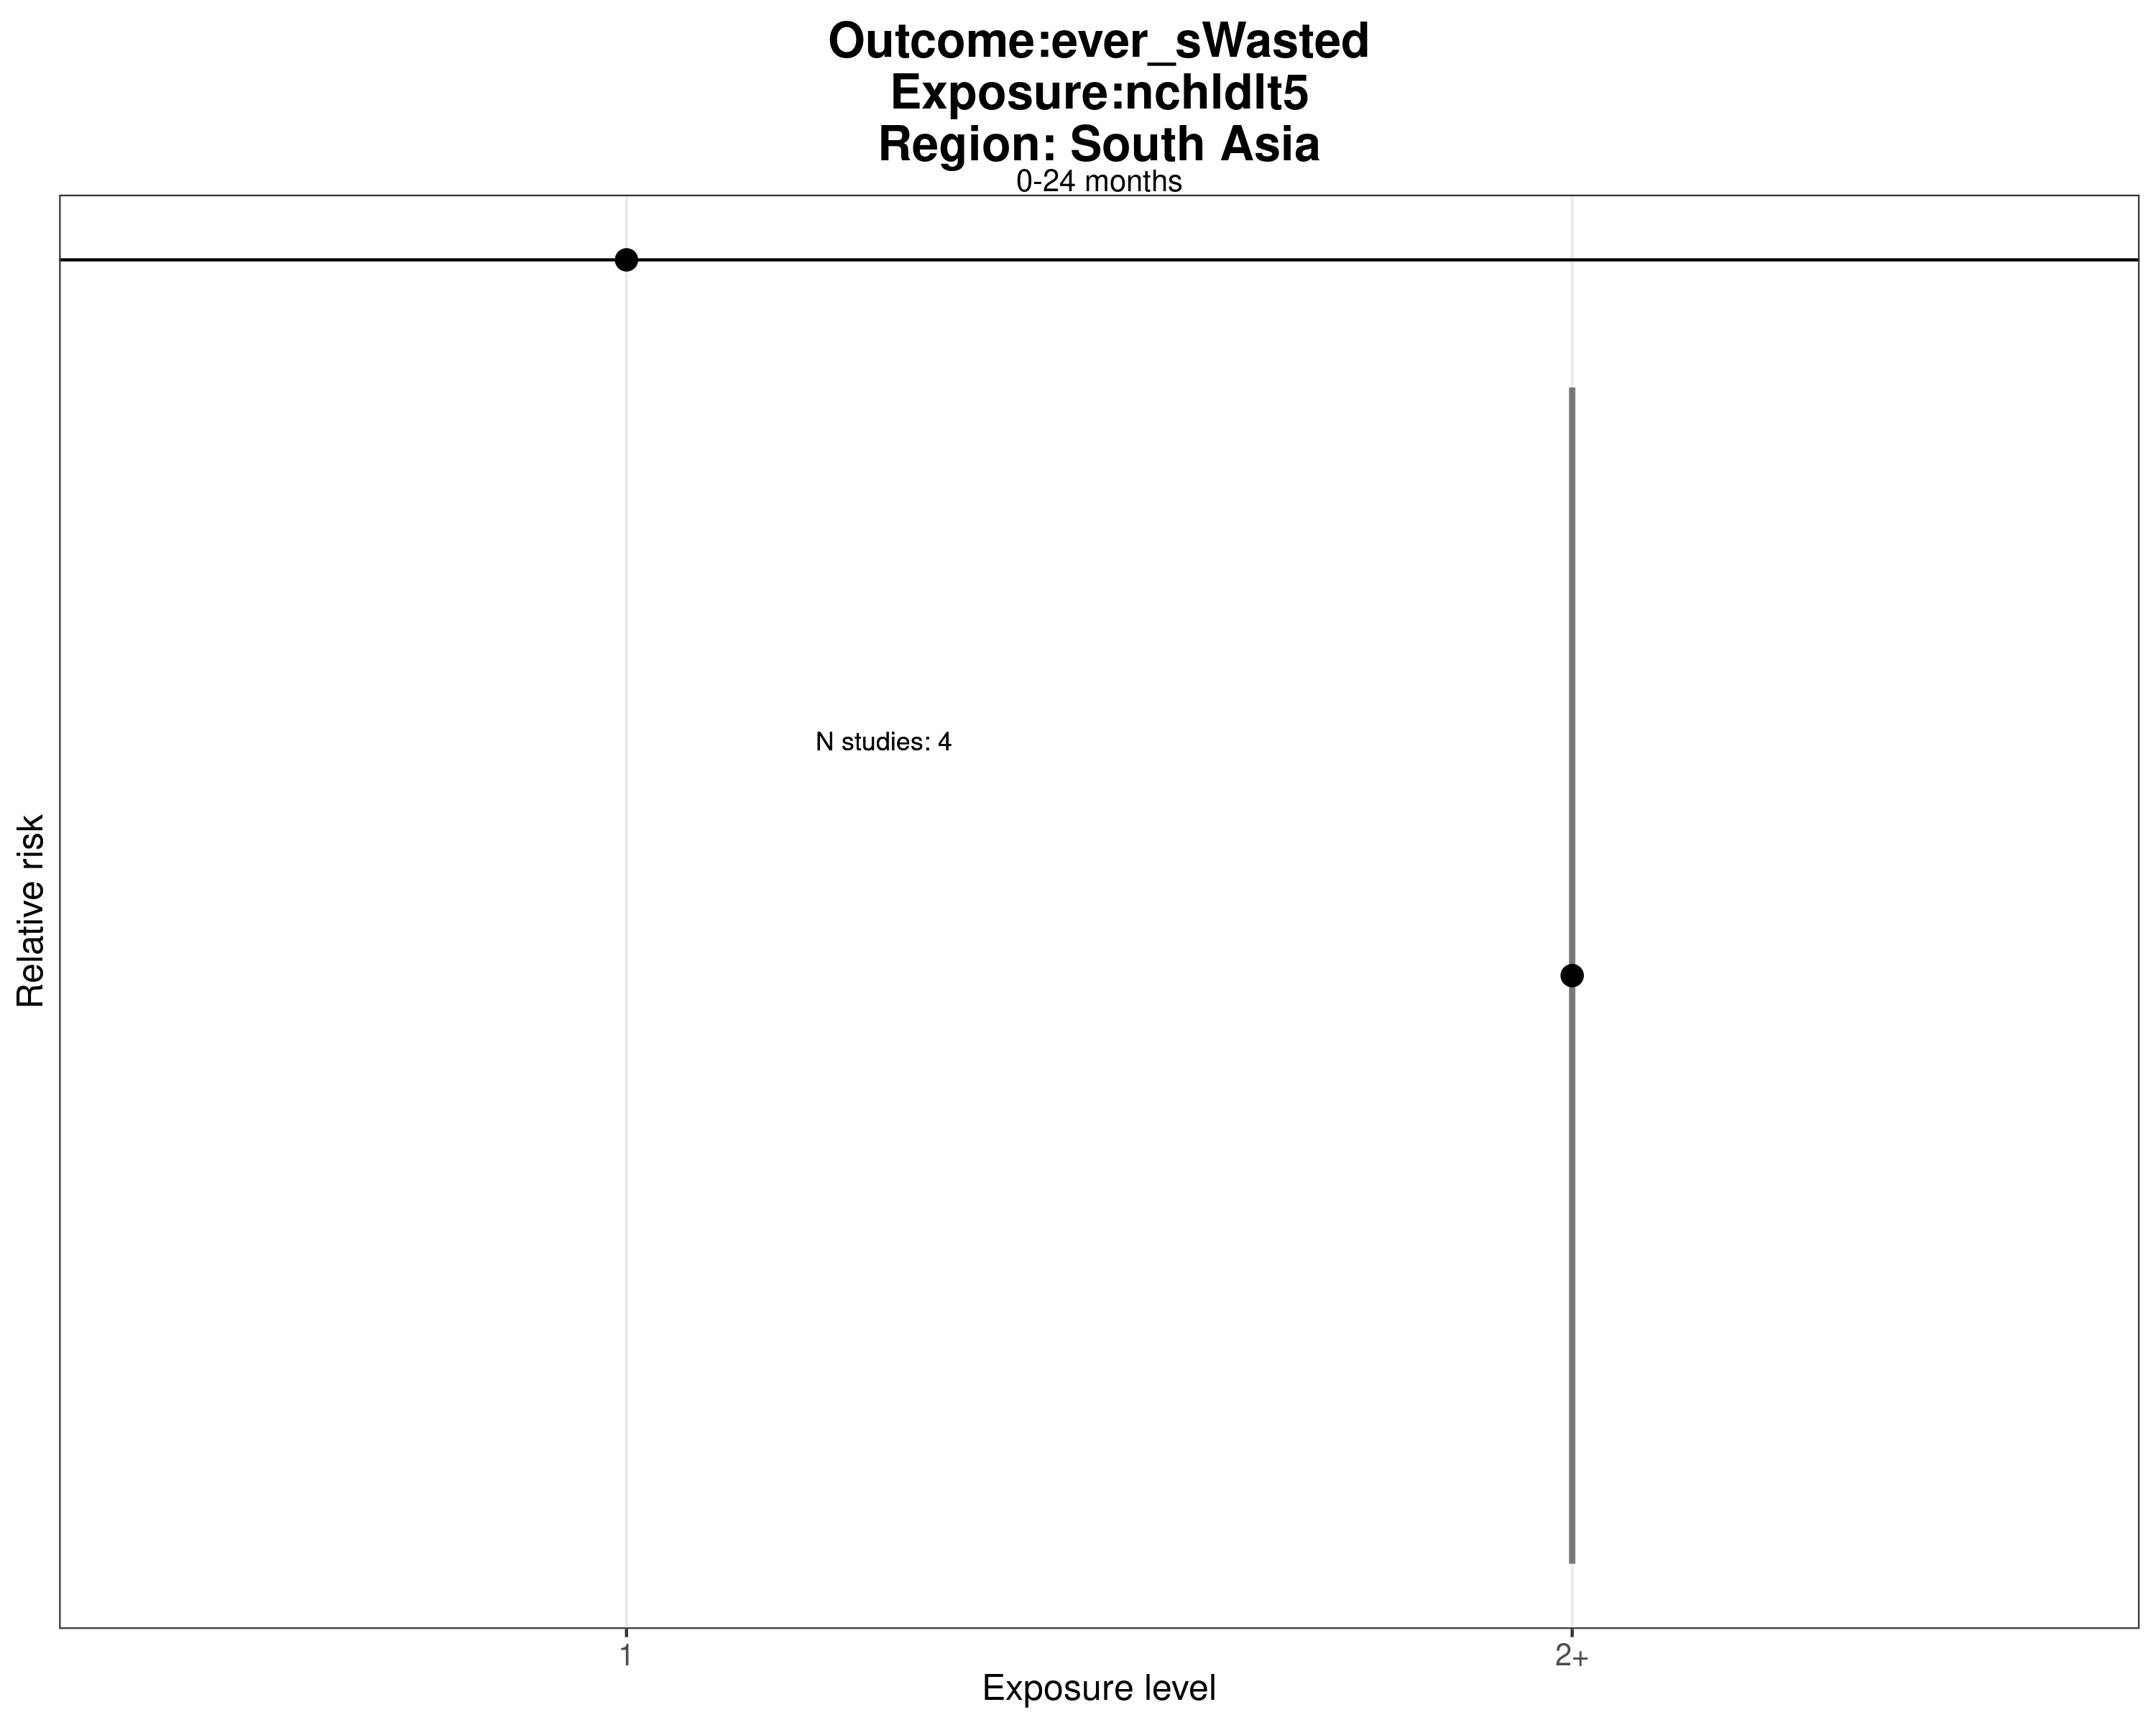 Outcome:ever_sWasted
Exposure:nchldlt5
Region: South Asia
0-24 months
N studies: 4
Relative risk
1
2+
Exposure level